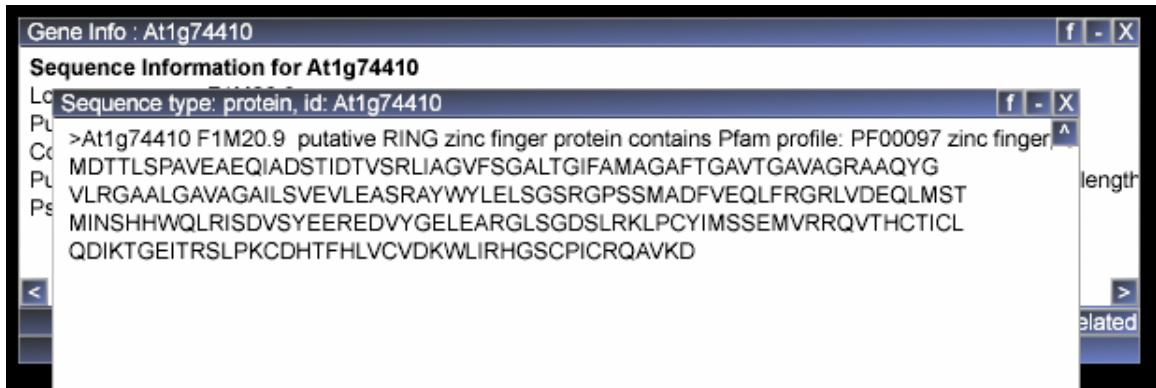 Gene Info : At1g74410
f - X
Sequence Information for At1g74410
Sequence type: protein, id: At1g74410
f - X
>At1g74410 F1M20.9 putative RING zinc finger protein contains Pfam profile: PF00097 zinc finger,
^
MDTTLSPAVEAEQIADSTIDTVSRLIAGVFSGALTGIFAMAGAFTGAVTGAVAGRAAQYG
VLRGAALGAVAGAILSVEVLEASRAYWYLELSGSRGPSSMADFVEQLFRGRLVDEQLMST
length
MINSHHWQLRISDVSYEEREDVYGELEARGLSGDSLRKLPCYIMSSEMVRRQVTHCTICL
QDIKTGEITRSLPKCDHTFHLVCVDKWLIRHGSCPICRQAVKD
< >
elated